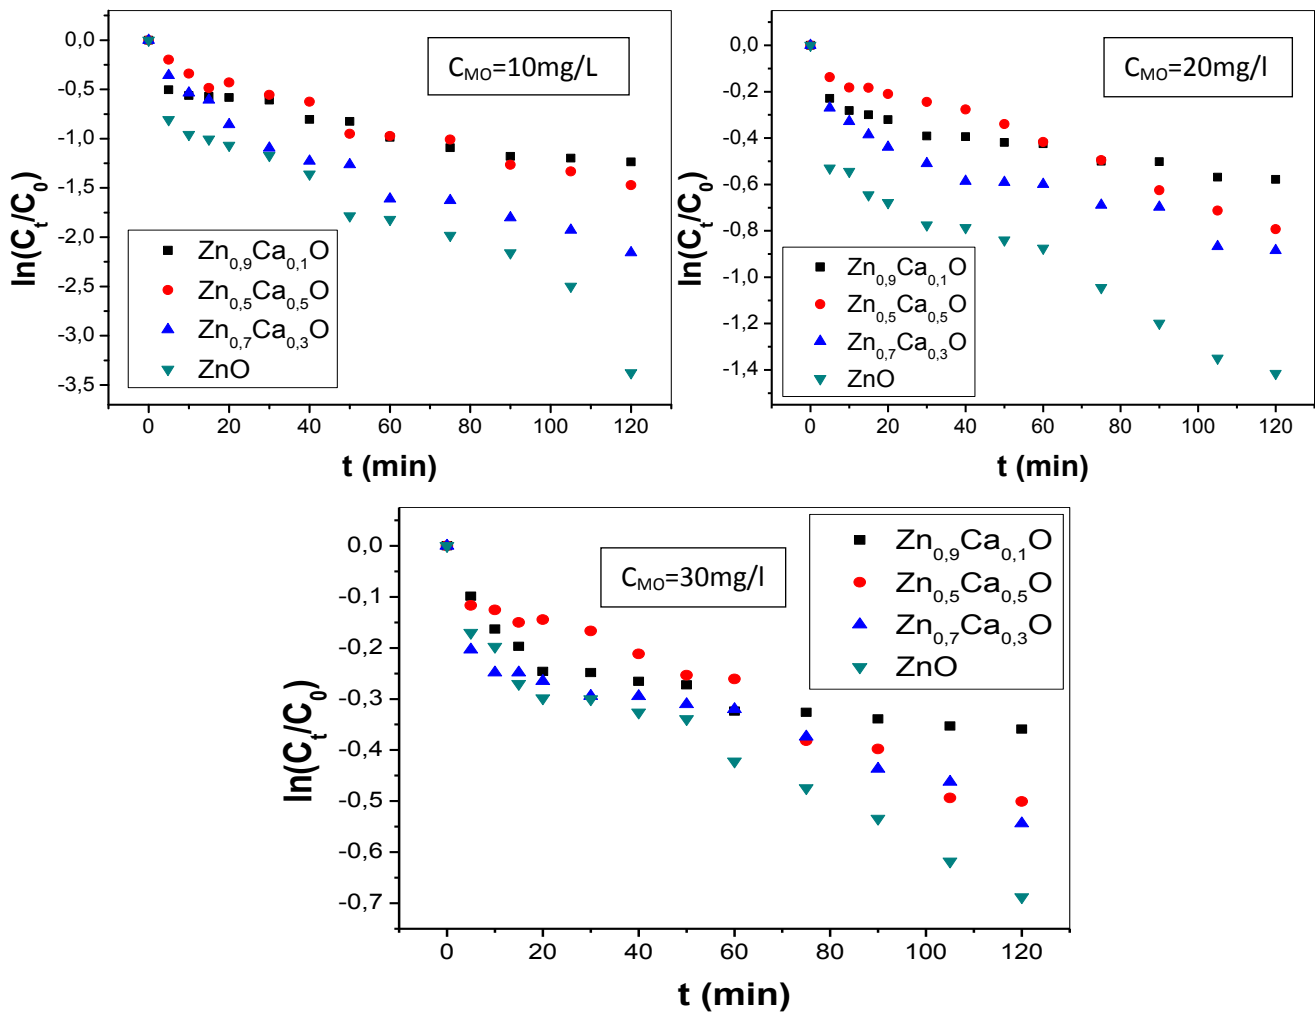 C_MO=10mg/L
ln(C_t/C_0)
0,0
-0,5
-1,0
-1,5
-2,0
-2,5
-3,0
-3,5
Zn_0,9Ca_0,1O
Zn_0,5Ca_0,5O
Zn_0,7Ca_0,3O
ZnO
0 20 40 60 80 100 120
t (min)
C_MO=20mg/l
ln(C_t/C_0)
0,0
-0,2
-0,4
-0,6
-0,8
-1,0
-1,2
-1,4
Zn_0,9Ca_0,1O
Zn_0,5Ca_0,5O
Zn_0,7Ca_0,3O
ZnO
0 20 40 60 80 100 120
t (min)
C_MO=30mg/l
ln(C_t/C_0)
0,0
-0,1
-0,2
-0,3
-0,4
-0,5
-0,6
-0,7
Zn_0,9Ca_0,1O
Zn_0,5Ca_0,5O
Zn_0,7Ca_0,3O
ZnO
0 20 40 60 80 100 120
t (min)